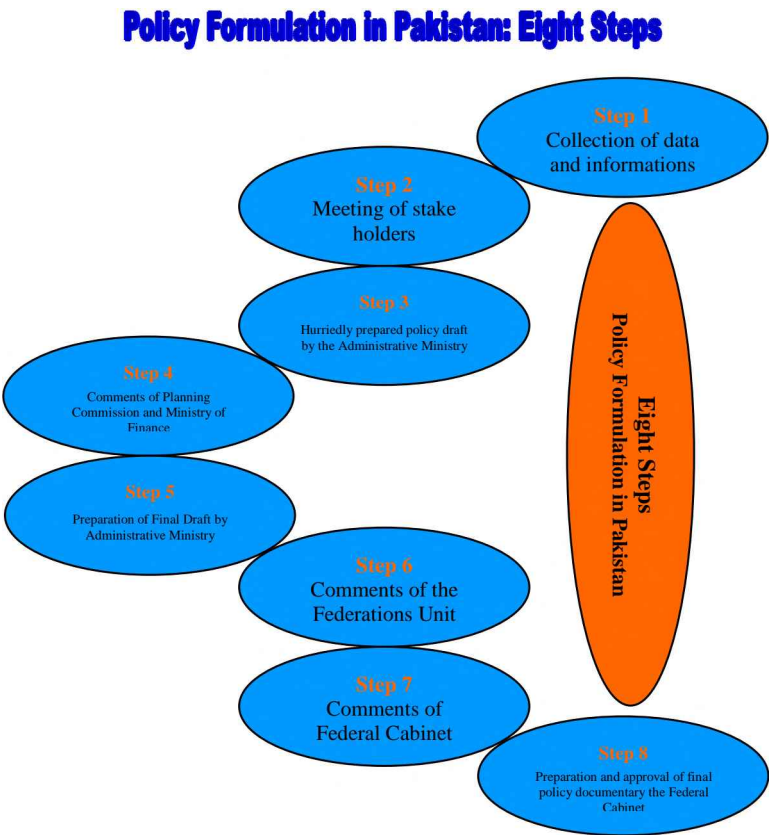 Policy Formulation in Pakistan: Eight Steps
Step 1
Collection of data
and informations
Step 2
Meeting of stake
holders
Step 3
Hurriedly prepared policy draft
by the Administrative Ministry
Step 4
Comments of Planning
Commission and Ministry of
Finance
Step 5
Preparation of Final Draft by
Administrative Ministry
Step 6
Comments of the
Federations Unit
Step 7
Comments of
Federal Cabinet
Step 8
Preparation and approval of final
policy documentary the Federal
Cabinet
Eight Steps
Policy Formulation in Pakistan